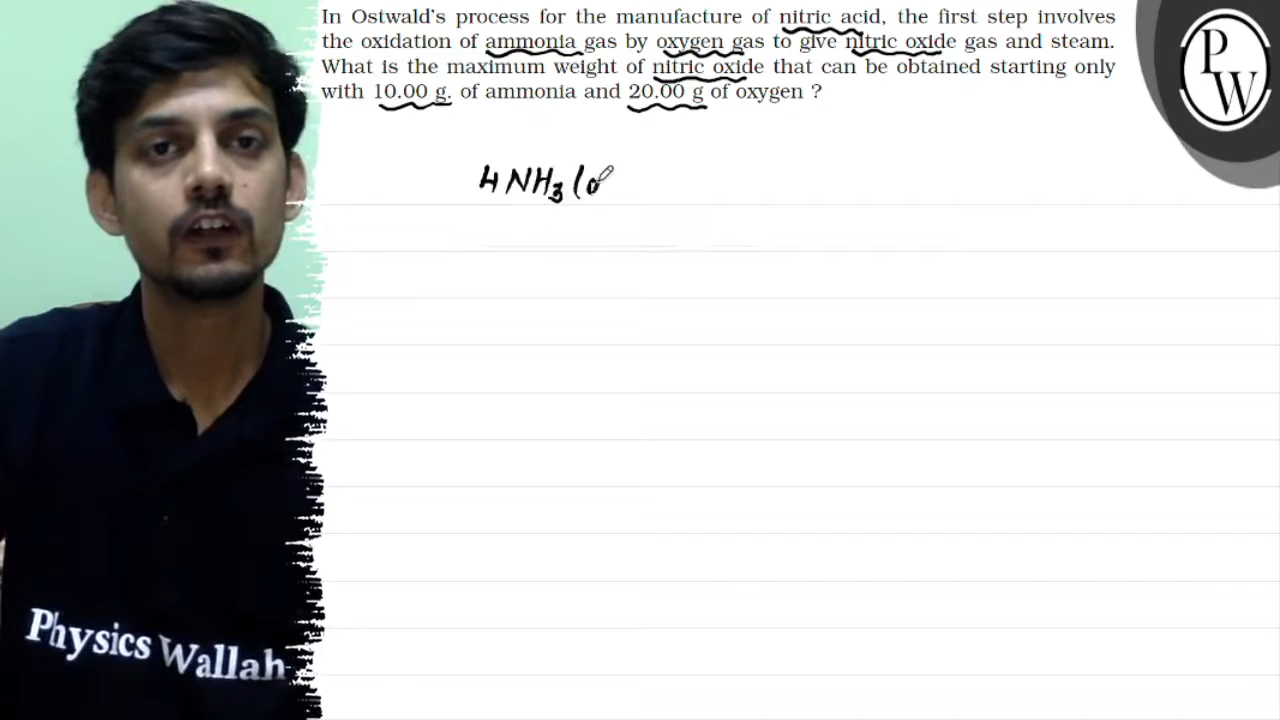 In Ostwald's process for the manufacture of nitric acid, the first step involves
the oxidation of ammonia gas by oxygen gas to give nitric oxide gas and steam.
What is the maximum weight of nitric oxide that can be obtained starting only
with 10.00 g. of ammonia and 20.00 g of oxygen ?
P
W
4 NH₃ (
Physics Wallah